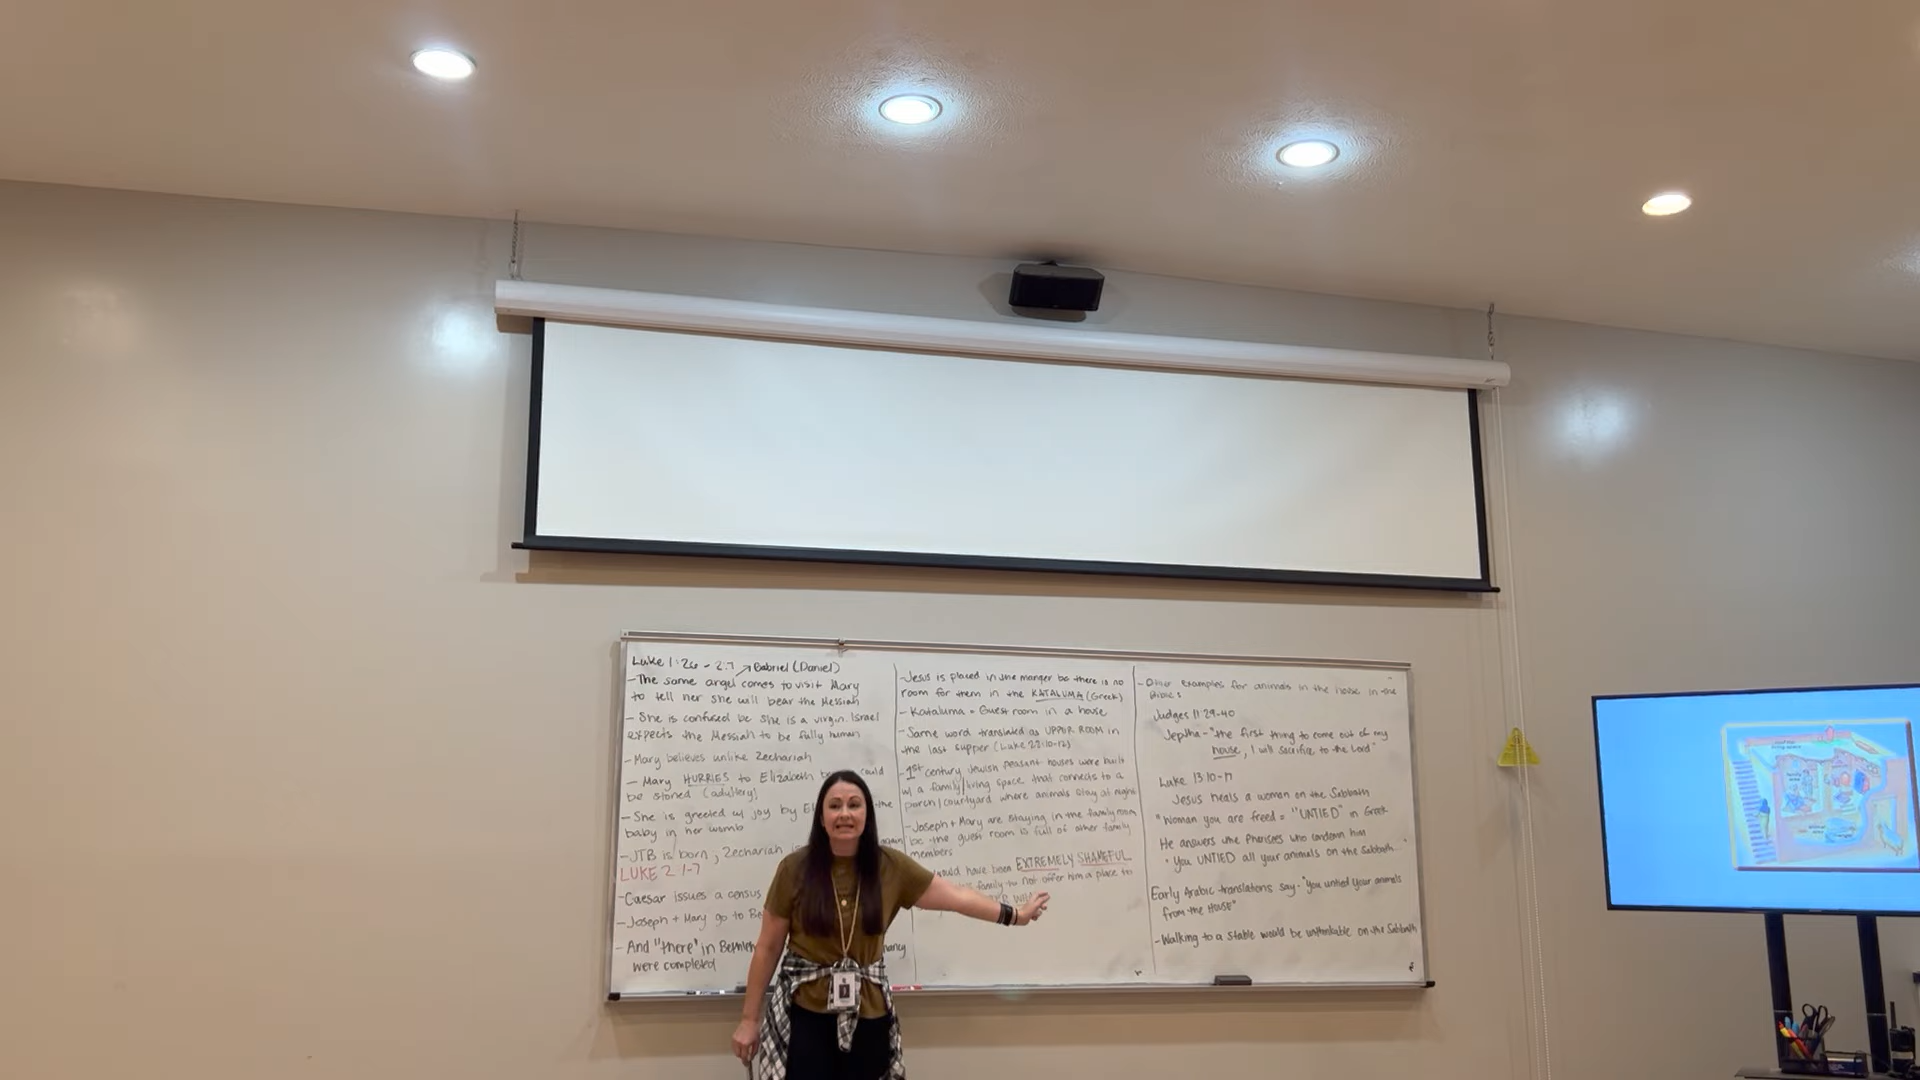 Luke 1:26 - 2:7 → Gabriel (Daniel)
- The same angel comes to visit Mary
to tell her she will bear the Messiah
- She is confused bc she is a virgin. Israel
expects the Messiah to be fully human
- Mary believes unlike Zechariah
- Mary HURRIES to Elizabeth could
be stoned (adultery)
- She is greeted w/ joy by the
baby in her womb
- JTB is born, Zechariah again
LUKE 2:1-7
- Caesar issues a census
- Joseph + Mary go to
- And "there" in
were completed
- Jesus is placed in the manger bc there is no
room for them in the KATALUMA (Greek)
- Kataluma = Guest room in a house
- Same word translated as UPPER ROOM in
the last supper (Luke 22:10-12)
- 1st century Jewish peasant houses were built
w/ a family/living space that connects to a
porch/courtyard where animals stay at night
- Joseph + Mary are staying in the family room
bc the guest room is full of other family
members
would have been EXTREMELY SHAMEFUL
family to not offer him a place to
- Other examples for animals in the house in the
Bible:
Judges 11:29-40
Jeptha - "the first thing to come out of my
house, I will sacrifice to the Lord"
Luke 13:10-17
Jesus heals a woman on the Sabbath
"Woman you are freed = "UNTIED" in Greek
He answers the Pharisees who condemn him
"You UNTIED all your animals on the Sabbath"
Early Arabic translations say - "you untied your animals
from the HOUSE"
- Walking to a stable would be unthinkable on the Sabbath